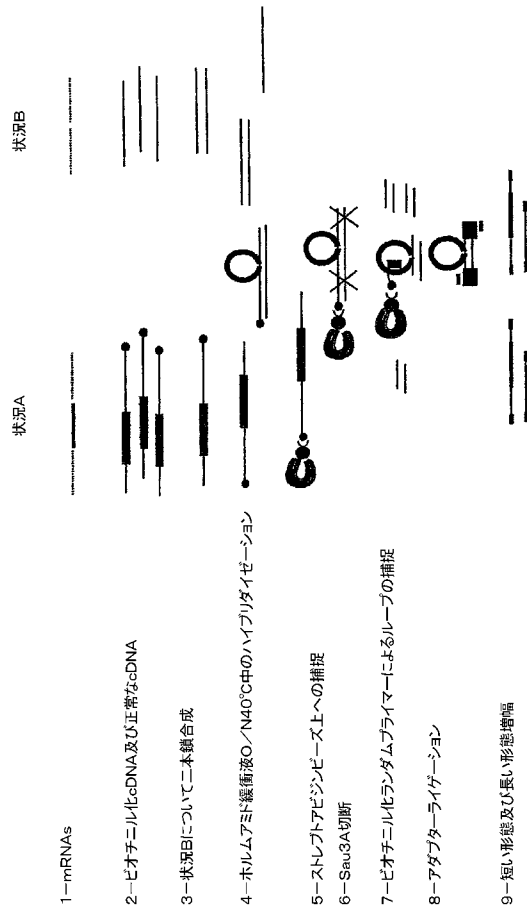 状況A
状況B
1-mRNAs
2-ビオチニル化cDNA及び正常なcDNA
3-状況Bについて二本鎖合成
4-ホルムアミド緩衝液O/N40℃中のハイブリダイゼーション
5-ストレプトアビジンビーズ上への捕捉
6-Sau3A切断
7-ビオチニル化ランダムプライマーによるループの捕捉
8-アダプターライゲーション
9-短い形態及び長い形態増幅